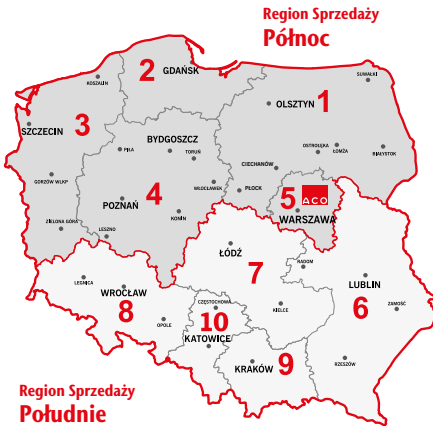 Region Sprzedaży
Północ
SUWAŁKI
KOSZALIN
2 GDAŃSK
OLSZTYN 1
SZCZECIN 3
PIŁA
BYDGOSZCZ
TORUŃ
OSTROŁĘKA
ŁOMŻA
BIAŁYSTOK
CIECHANÓW
GORZÓW WLKP
WŁOCŁAWEK
PŁOCK
POZNAŃ 4
KONIN
5 ACO
WARSZAWA
ZIELONA GÓRA
LESZNO
ŁÓDŹ
7
RADOM
LUBLIN
6
ZAMOŚĆ
LEGNICA
WROCŁAW
8
OPOLE
CZĘSTOCHOWA
10
KATOWICE
KIELCE
KRAKÓW 9
RZESZÓW
Region Sprzedaży
Południe